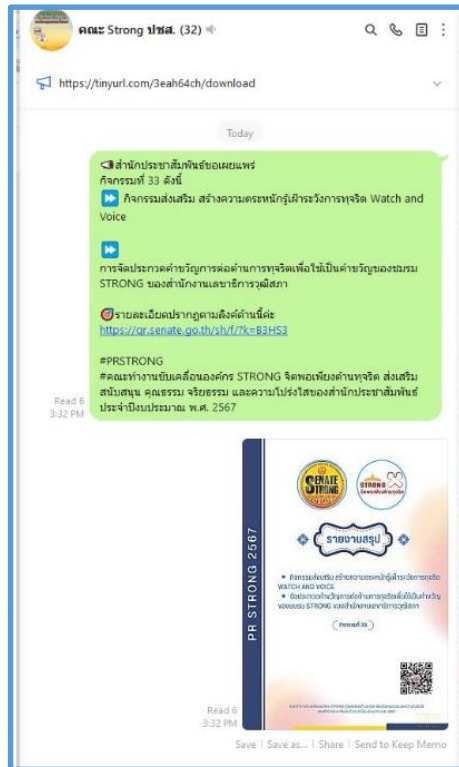 คณะ Strong ปชส. (32)
https://tinyurl.com/3eah64ch/download
Today
สำนักประชาสัมพันธ์ขอเผยแพร่
กิจกรรมที่ 33 ดังนี้
กิจกรรมส่งเสริม สร้างความตระหนักรู้เฝ้าระวังการทุจริต Watch and
Voice
การจัดประกวดคำขวัญการต่อต้านการทุจริตเพื่อใช้เป็นคำขวัญของชมรม
STRONG ของสำนักงานเลขาธิการวุฒิสภา
รายละเอียดปรากฏตามลิงค์ด้านนี้ค่ะ
https://qr.senate.go.th/sh/f/?k=B3HS3
#PRSTRONG
#คณะทำงานขับเคลื่อนองค์กร STRONG จิตพอเพียงต้านทุจริต ส่งเสริม
สนับสนุน คุณธรรม จริยธรรม และความโปร่งใสของสำนักประชาสัมพันธ์
ประจำปีงบประมาณ พ.ศ. 2567
Read 6
3:32 PM
SENATE
STRONG
STRONG
จิตพอเพียงต้านทุจริต
รายงานสรุป
PR STRONG 2567
กิจกรรมส่งเสริม สร้างความตระหนักรู้เฝ้าระวังการทุจริต
WATCH AND VOICE
จัดประกวดคำขวัญการต่อต้านการทุจริตเพื่อใช้เป็นคำขวัญ
ของชมรม STRONG ของสำนักงานเลขาธิการวุฒิสภา
Read 6
3:32 PM
Save | Save as... | Share | Send to Keep Memo